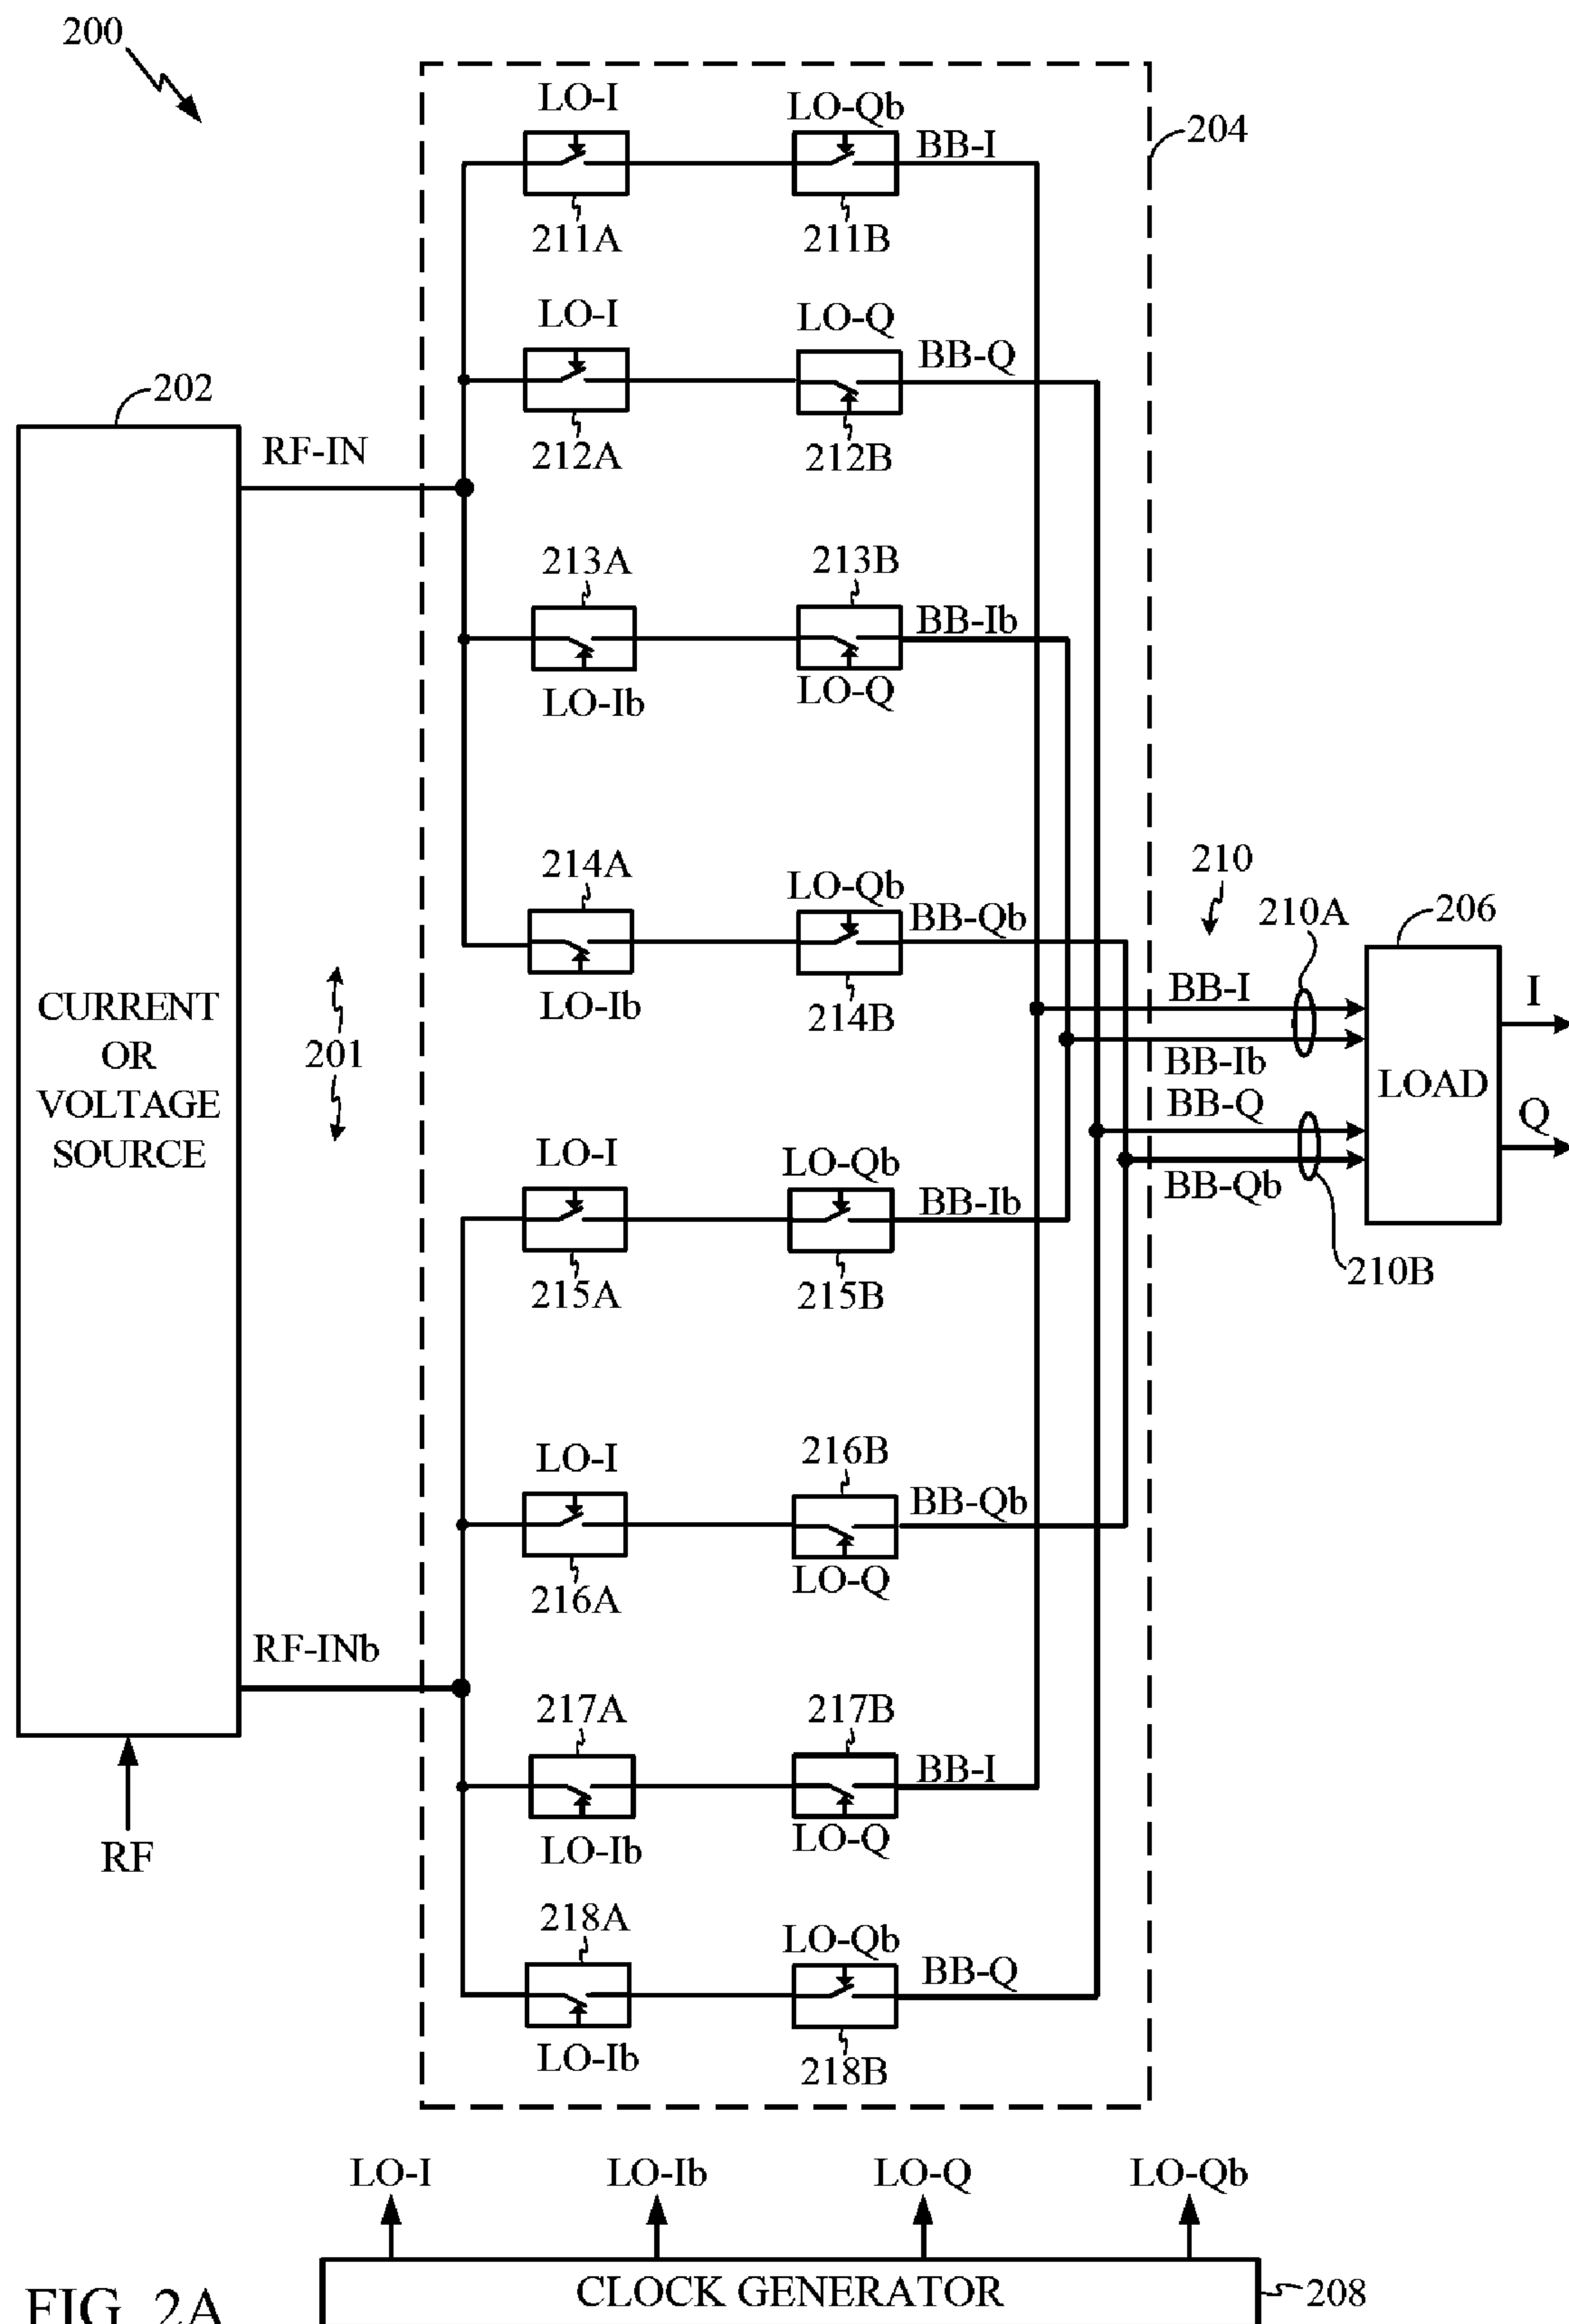 200
204
LO-I
LO-Qb
BB-I
211A
211B
LO-I
LO-Q
BB-Q
212A
212B
202
RF-IN
213A
213B
BB-Ib
LO-Ib
LO-Q
214A
LO-Qb
BB-Qb
LO-Ib
214B
CURRENT
OR
VOLTAGE
SOURCE
201
210
210A
206
BB-I
BB-Ib
BB-Q
BB-Qb
LOAD
I
Q
210B
LO-I
LO-Qb
BB-Ib
215A
215B
LO-I
216B
BB-Qb
216A
LO-Q
RF-INb
217A
217B
BB-I
LO-Ib
LO-Q
RF
218A
LO-Qb
BB-Q
LO-Ib
218B
LO-I
LO-Ib
LO-Q
LO-Qb
CLOCK GENERATOR
208
FIG. 2A